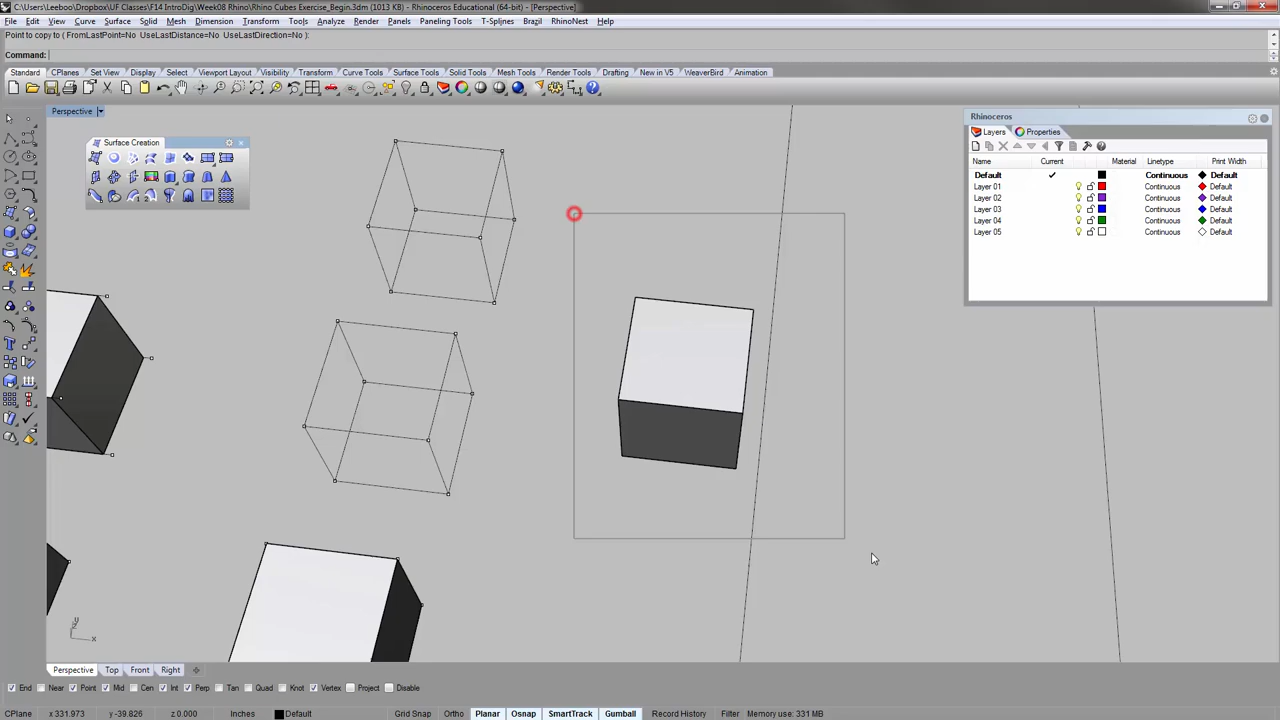 C:\Users\Leeboo\Dropbox\UF Classes\F14 IntroDig\Week08 Rhino\Rhino Cubes Exercise_Begin.3dm (1013 KB) - Rhinoceros Educational (64-bit) - [Perspective]
File Edit View Curve Surface Solid Mesh Dimension Transform Tools Analyze Render Panels Paneling Tools T-Splines Brazil RhinoNest Help
Point to copy to ( FromLastPoint=No UseLastDistance=No UseLastDirection=No ):
Command:
Standard CPlanes Set View Display Select Viewport Layout Visibility Transform Curve Tools Surface Tools Solid Tools Mesh Tools Render Tools Drafting New in V5 WeaverBird Animation
Perspective
Surface Creation
Rhinoceros
Layers Properties
Name Current Material Linetype Print Width
Default Continuous Default
Layer 01 Continuous Default
Layer 02 Continuous Default
Layer 03 Continuous Default
Layer 04 Continuous Default
Layer 05 Continuous Default
y
x
Perspective Top Front Right
End Near Point Mid Cen Int Perp Tan Quad Knot Vertex Project Disable
CPlane x 331.973 y -39.826 z 0.000 Inches Default Grid Snap Ortho Planar Osnap SmartTrack Gumball Record History Filter Memory use: 331 MB